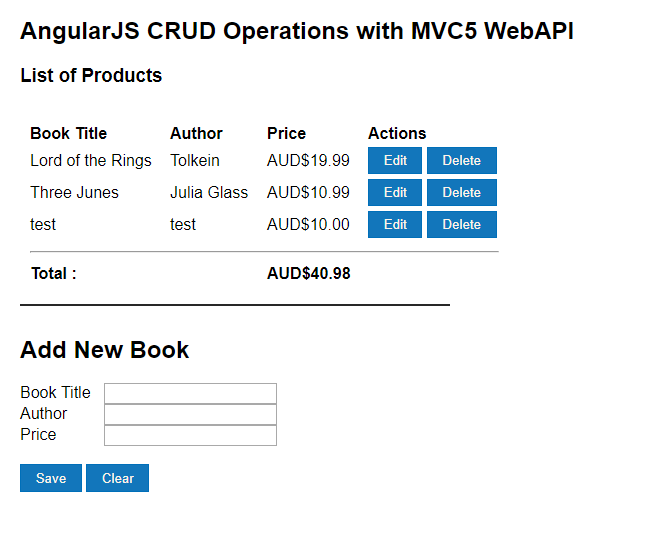 AngularJS CRUD Operations with MVC5 WebAPI
List of Products
Book Title Author Price Actions
Lord of the Rings Tolkein AUD$19.99 Edit Delete
Three Junes Julia Glass AUD$10.99 Edit Delete
test test AUD$10.00 Edit Delete
Total : AUD$40.98
Add New Book
Book Title
Author
Price
Save Clear